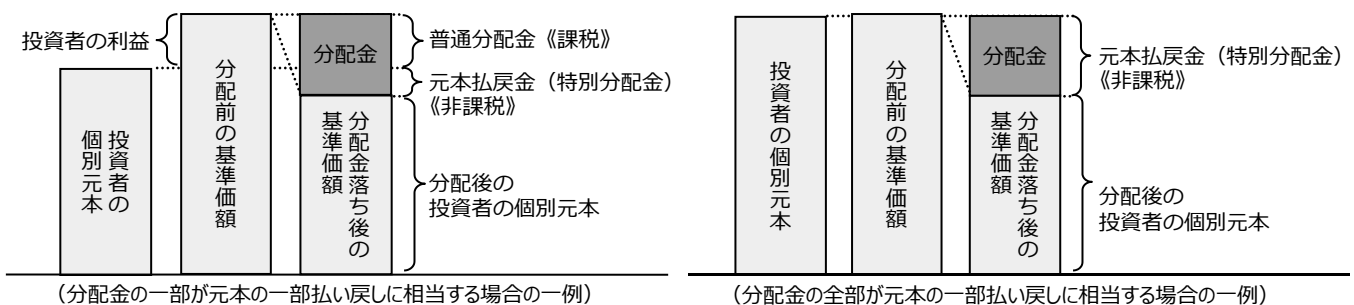 投資者の利益
投資者の
個別元本
分配前の基準価額
分配金
分配金落ち後の
基準価額
普通分配金《課税》
元本払戻金（特別分配金）
《非課税》
分配後の
投資者の個別元本
（分配金の一部が元本の一部払い戻しに相当する場合の一例）
投資者の個別元本
分配前の基準価額
分配金
分配金落ち後の
基準価額
元本払戻金（特別分配金）
《非課税》
分配後の
投資者の個別元本
（分配金の全部が元本の一部払い戻しに相当する場合の一例）